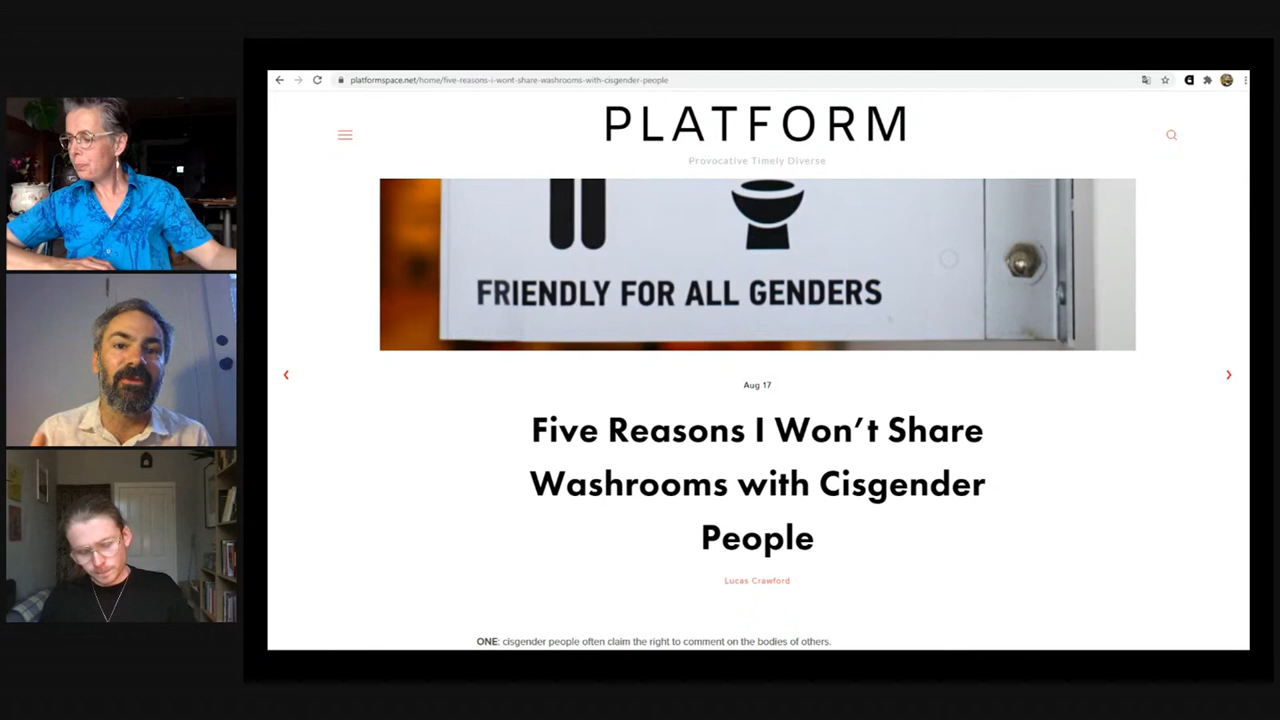 platformspace.net/home/five-reasons-i-wont-share-washrooms-with-cisgender-people
PLATFORM
Provocative Timely Diverse
FRIENDLY FOR ALL GENDERS
Aug 17
Five Reasons I Won’t Share
Washrooms with Cisgender
People
Lucas Crawford
ONE: cisgender people often claim the right to comment on the bodies of others.